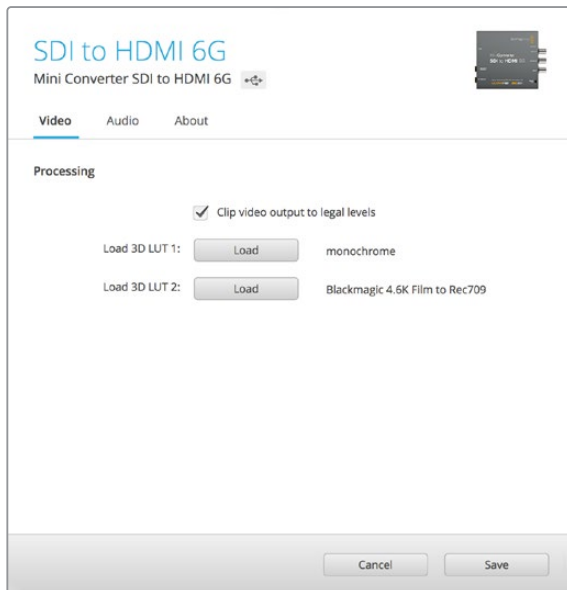 SDI to HDMI 6G
Mini Converter SDI to HDMI 6G
Video Audio About
Processing
Clip video output to legal levels
Load 3D LUT 1: Load monochrome
Load 3D LUT 2: Load Blackmagic 4.6K Film to Rec709
Cancel Save